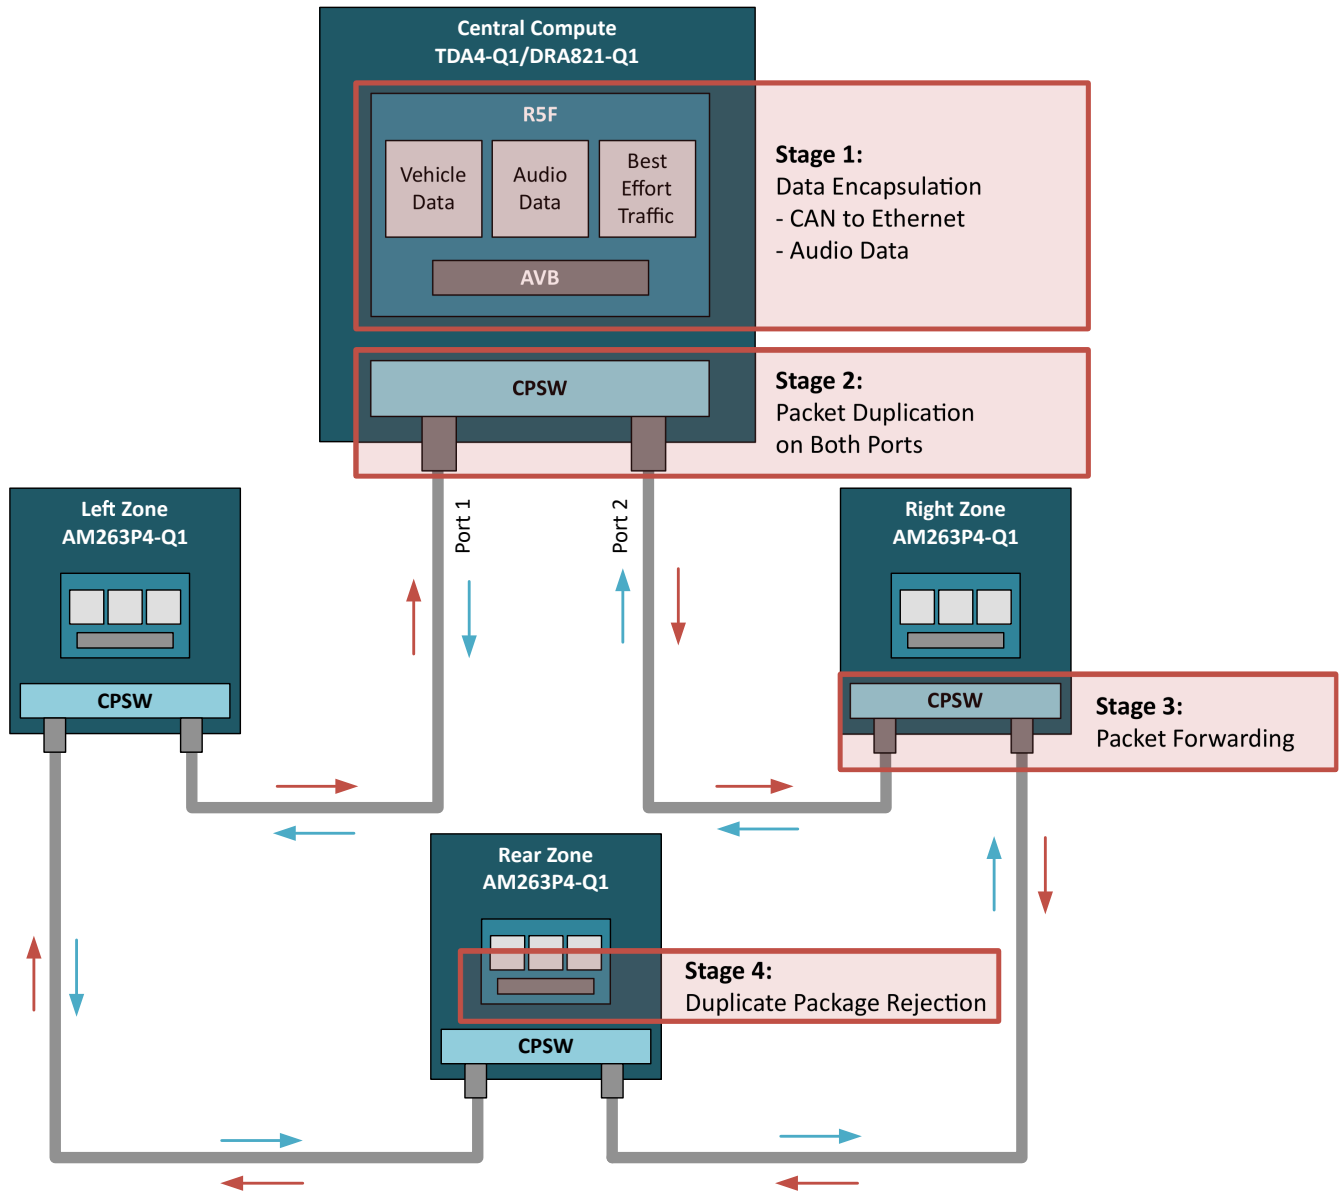 Central Compute
TDA4-Q1/DRA821-Q1
R5F
Vehicle
Data
Audio
Data
Best
Effort
Traffic
AVB
Stage 1:
Data Encapsulation
- CAN to Ethernet
- Audio Data
CPSW
Stage 2:
Packet Duplication
on Both Ports
Port 1
Port 2
Left Zone
AM263P4-Q1
CPSW
Right Zone
AM263P4-Q1
CPSW
Stage 3:
Packet Forwarding
Rear Zone
AM263P4-Q1
Stage 4:
Duplicate Package Rejection
CPSW